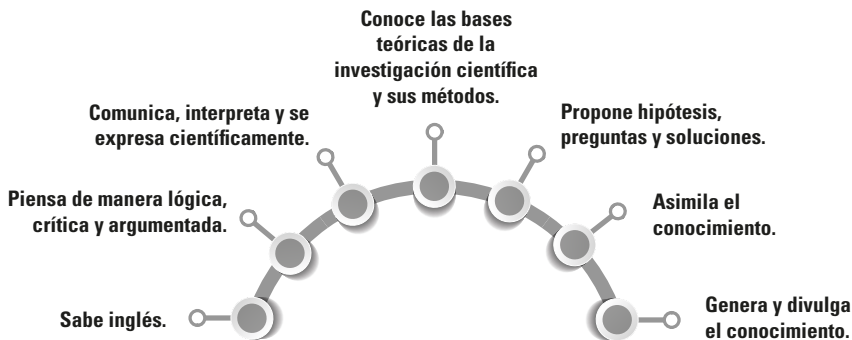 Conoce las bases
teóricas de la
investigación científica
y sus métodos.
Comunica, interpreta y se
expresa científicamente.
Propone hipótesis,
preguntas y soluciones.
Piensa de manera lógica,
crítica y argumentada.
Asimila el
conocimiento.
Sabe inglés.
Genera y divulga
el conocimiento.